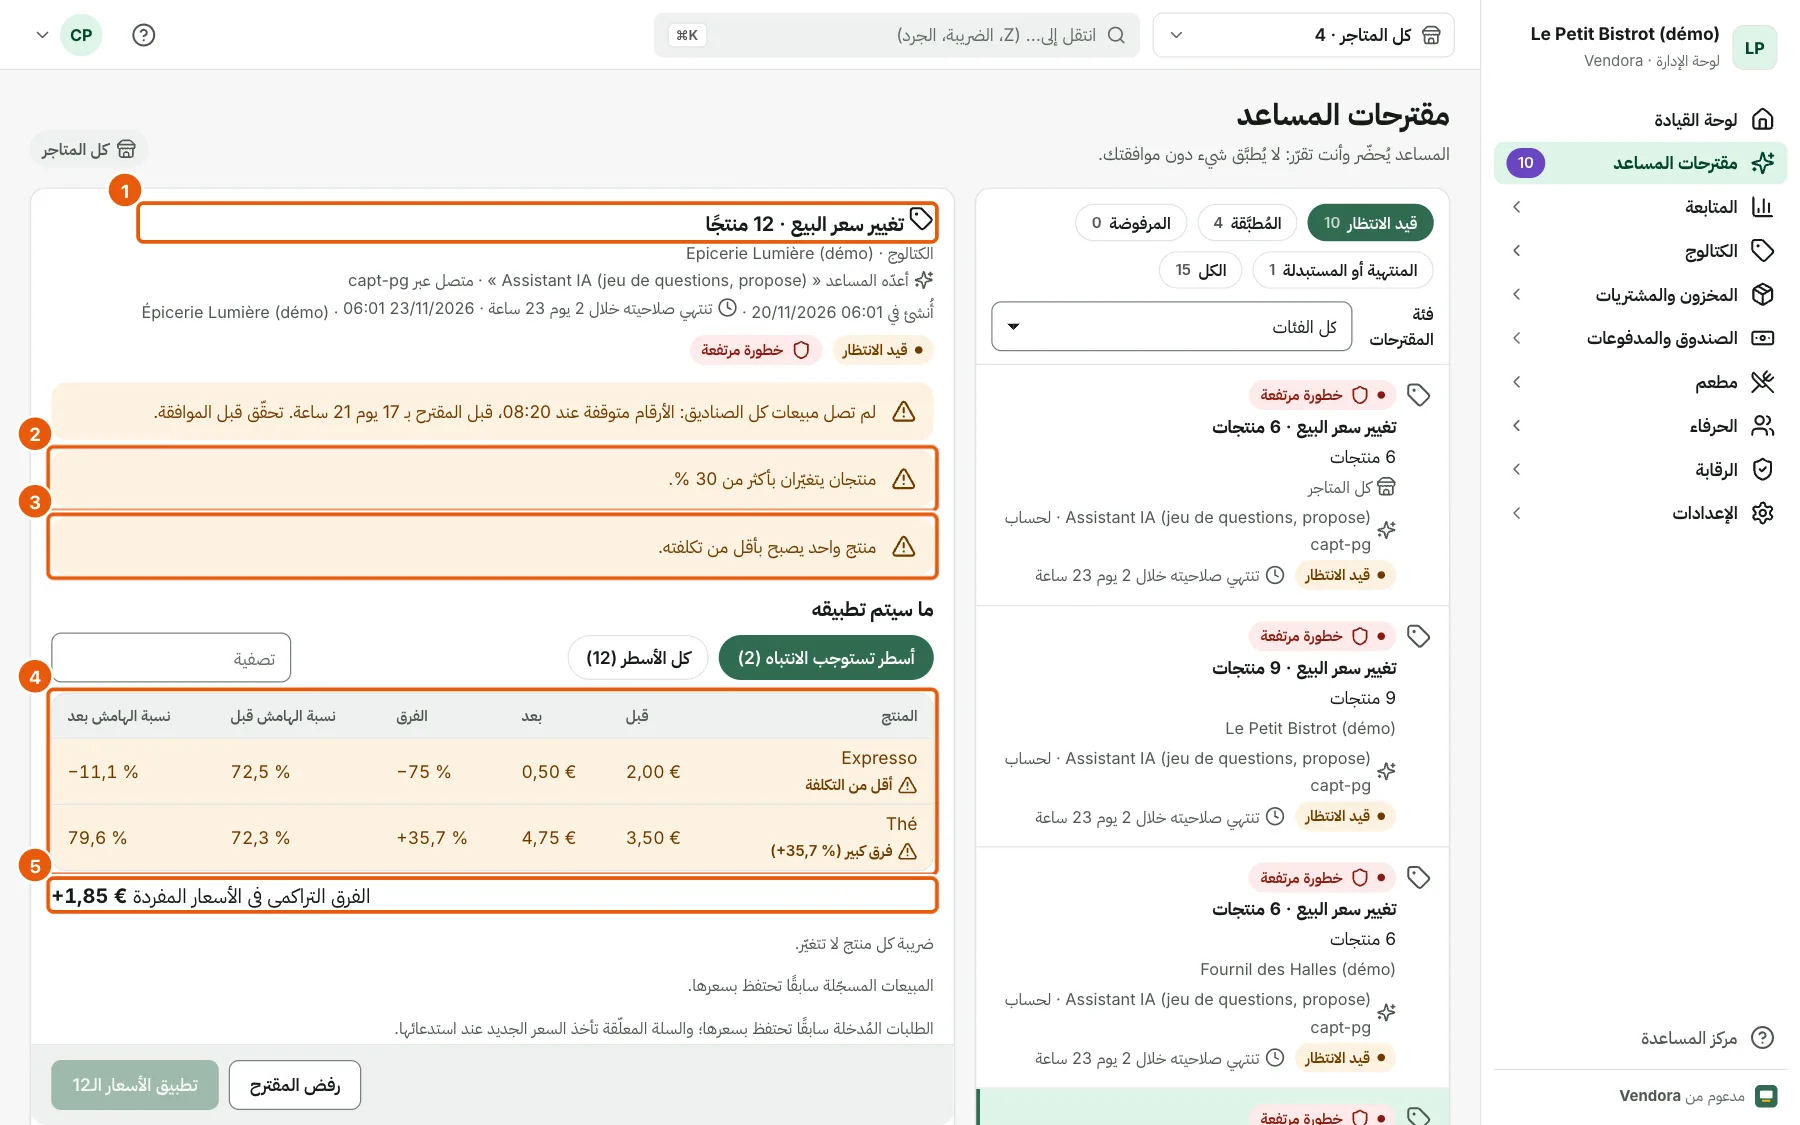 Le Petit Bistrot (démo)
لوحة الإدارة · Vendora
LP
لوحة القيادة
مقترحات المساعد
10
المتابعة
الكتالوج
المخزون والمشتريات
الصندوق والمدفوعات
مطعم
الحرفاء
الرقابة
الإعدادات
مركز المساعدة
مدعوم من Vendora
كل المتاجر · 4
انتقل إلى... (Z، الضريبة، الجرد)
⌘K
CP
مقترحات المساعد
المساعد يُحضّر وأنت تقرّر: لا يُطبَّق شيء دون موافقتك.
كل المتاجر
قيد الانتظار 10
المُطبَّقة 4
المرفوضة 0
المنتهية أو المستبدلة 1
الكل 15
فئة المقترحات
كل الفئات
خطورة مرتفعة
تغيير سعر البيع · 6 منتجات
6 منتجات
كل المتاجر
Assistant IA (jeu de questions, propose) · لحساب
capt-pg
قيد الانتظار
تنتهي صلاحيته خلال 2 يوم 23 ساعة
خطورة مرتفعة
تغيير سعر البيع · 9 منتجات
9 منتجات
Le Petit Bistrot (démo)
Assistant IA (jeu de questions, propose) · لحساب
capt-pg
قيد الانتظار
تنتهي صلاحيته خلال 2 يوم 23 ساعة
خطورة مرتفعة
تغيير سعر البيع · 6 منتجات
6 منتجات
Fournil des Halles (démo)
Assistant IA (jeu de questions, propose) · لحساب
capt-pg
قيد الانتظار
تنتهي صلاحيته خلال 2 يوم 23 ساعة
خطورة مرتفعة
1
تغيير سعر البيع · 12 منتجًا
الكتالوج · Epicerie Lumière (démo)
أعدّه المساعد « Assistant IA (jeu de questions, propose) » · متصل عبر capt-pg
أُنشئ في 20/11/2026 06:01 · تنتهي صلاحيته خلال 2 يوم 23 ساعة · 23/11/2026 06:01 · Épicerie Lumière (démo)
قيد الانتظار
خطورة مرتفعة
لم تصل مبيعات كل الصناديق: الأرقام متوقفة عند 08:20، قبل المقترح بـ 17 يوم 21 ساعة. تحقّق قبل الموافقة.
2
منتجان يتغيّران بأكثر من 30 %.
3
منتج واحد يصبح بأقل من تكلفته.
ما سيتم تطبيقه
أسطر تستوجب الانتباه (2)
كل الأسطر (12)
تصفية
4
المنتج قبل بعد الفرق نسبة الهامش قبل نسبة الهامش بعد
Expresso 2,00 € 0,50 € −75 % 72,5 % −11,1 %
أقل من التكلفة
Thé 3,50 € 4,75 € +35,7 % 72,3 % 79,6 %
فرق كبير (+35,7 %)
5
الفرق التراكمي في الأسعار المفردة +1,85 €
ضريبة كل منتج لا تتغيّر.
المبيعات المسجّلة سابقًا تحتفظ بسعرها.
الطلبات المُدخلة سابقًا تحتفظ بسعرها؛ والسلة المعلّقة تأخذ السعر الجديد عند استدعائها.
رفض المقترح
تطبيق الأسعار الـ12